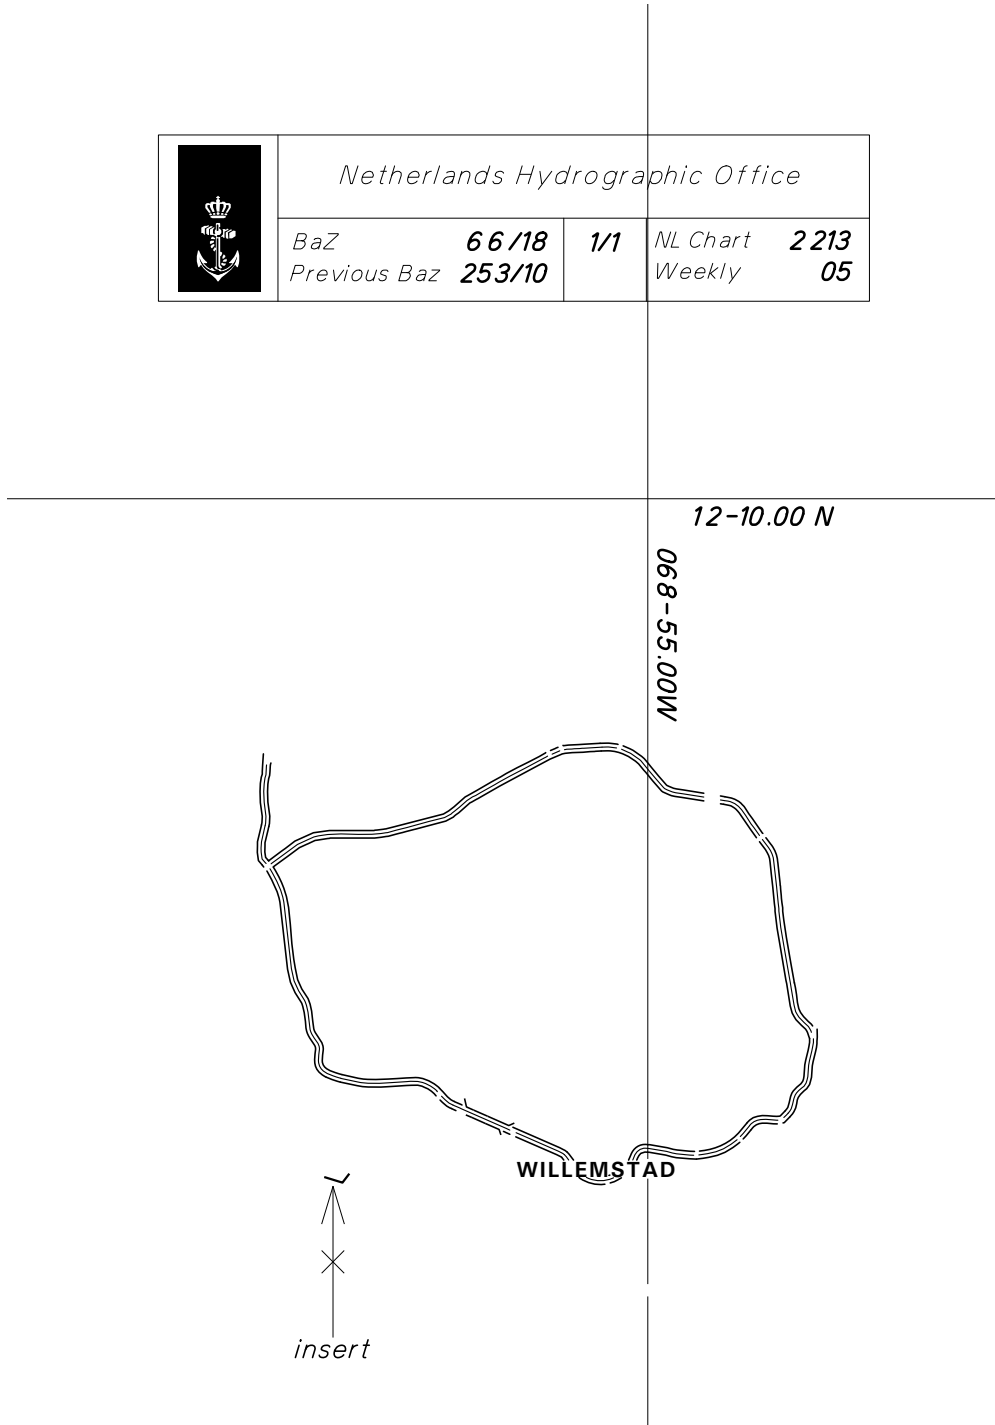 Netherlands Hydrographic Office
BaZ 66/18 1/1 NL Chart 2213
Previous Baz 253/10 Weekly 05
12-10.00 N
068-55.00W
WILLEMSTAD
insert